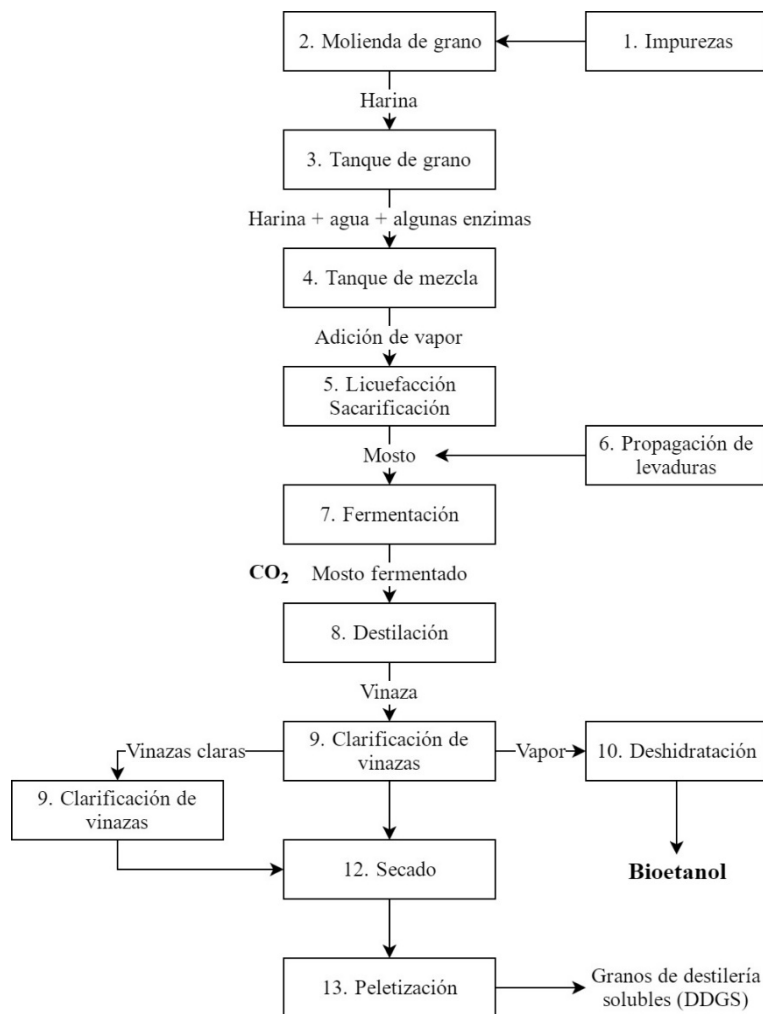 2. Molienda de grano
1. Impurezas
Harina
3. Tanque de grano
Harina + agua + algunas enzimas
4. Tanque de mezcla
Adición de vapor
5. Licuefacción
Sacarificación
Mosto
6. Propagación de
levaduras
7. Fermentación
CO₂
Mosto fermentado
8. Destilación
Vinaza
Vinazas claras
9. Clarificación de
vinazas
Vapor
10. Deshidratación
9. Clarificación de
vinazas
12. Secado
Bioetanol
13. Peletización
Granos de destilería
solubles (DDGS)